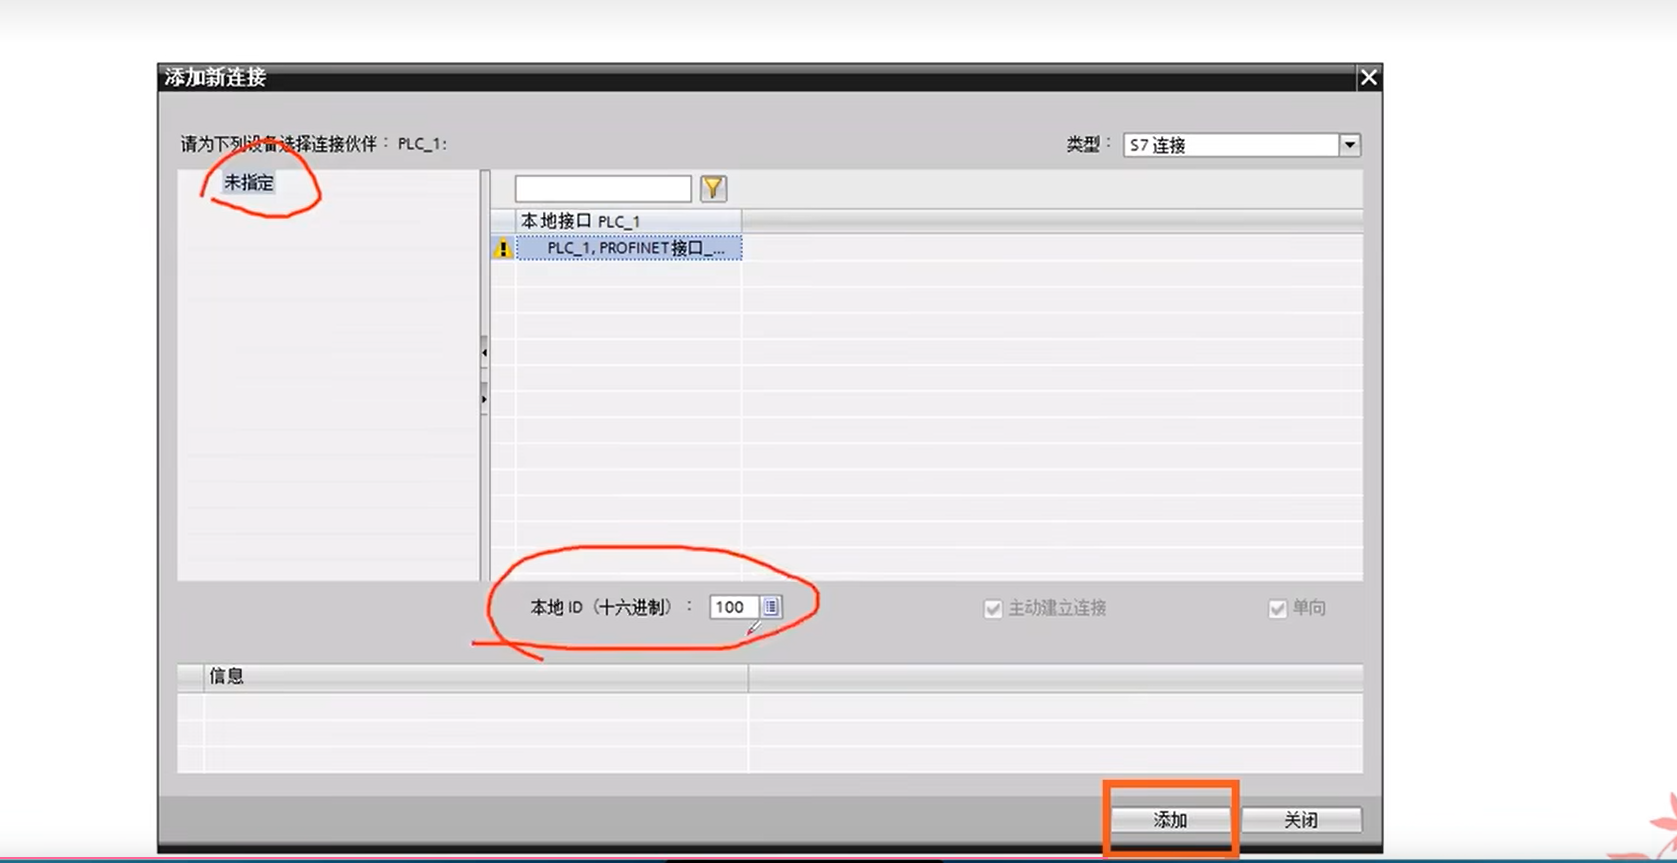 添加新连接
请为下列设备选择连接伙伴： PLC_1:
类型：
S7 连接
未指定
本地接口 PLC_1
PLC_1, PROFINET接口_...
本地 ID（十六进制）：
100
主动建立连接
单向
信息
添加
关闭